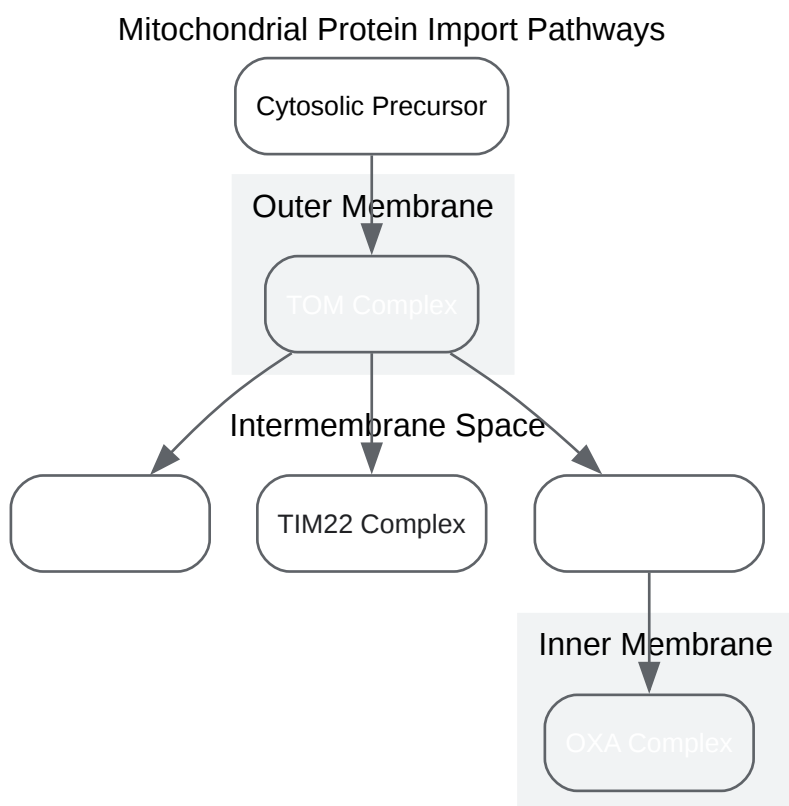 Mitochondrial Protein Import Pathways
Cytosolic Precursor
Outer Membrane
TOM Complex
Intermembrane Space
TIM22 Complex
Inner Membrane
OXA Complex